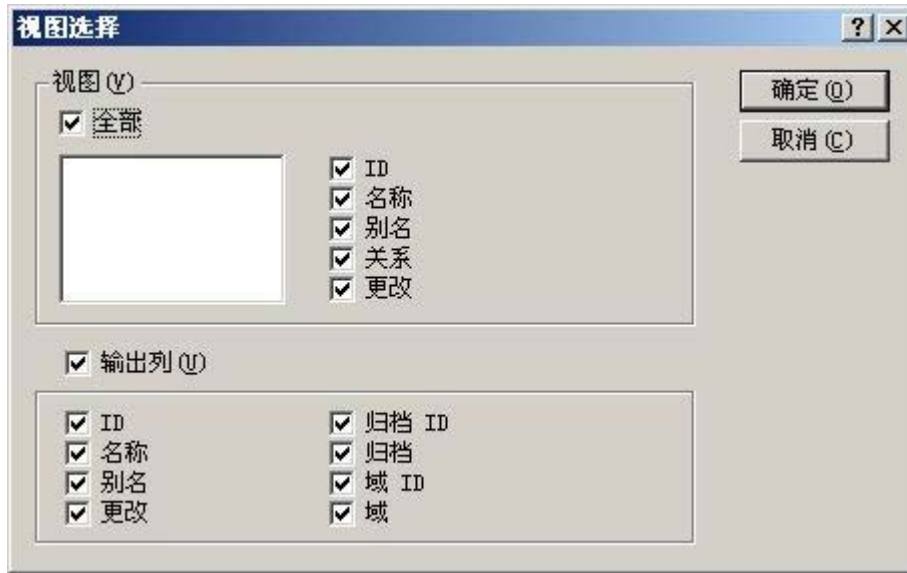 视图选择
视图(V)
确定(O)
全部
取消(C)
ID
名称
别名
关系
更改
输出列(U)
ID
名称
别名
更改
归档 ID
归档
域 ID
域